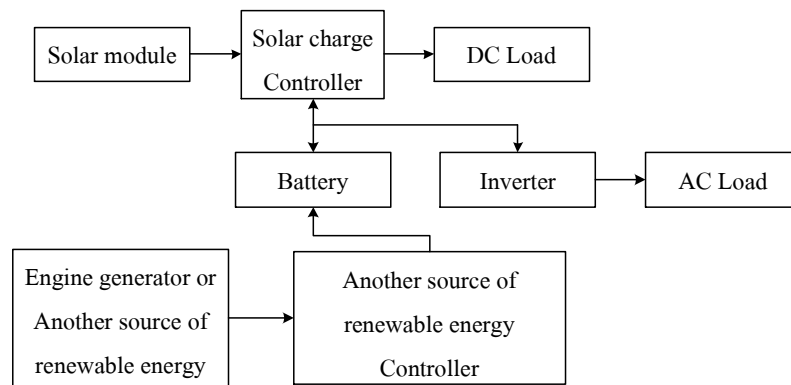 Solar module
Solar charge
Controller
DC Load
Battery
Inverter
AC Load
Engine generator or
Another source of
renewable energy
Another source of
renewable energy
Controller